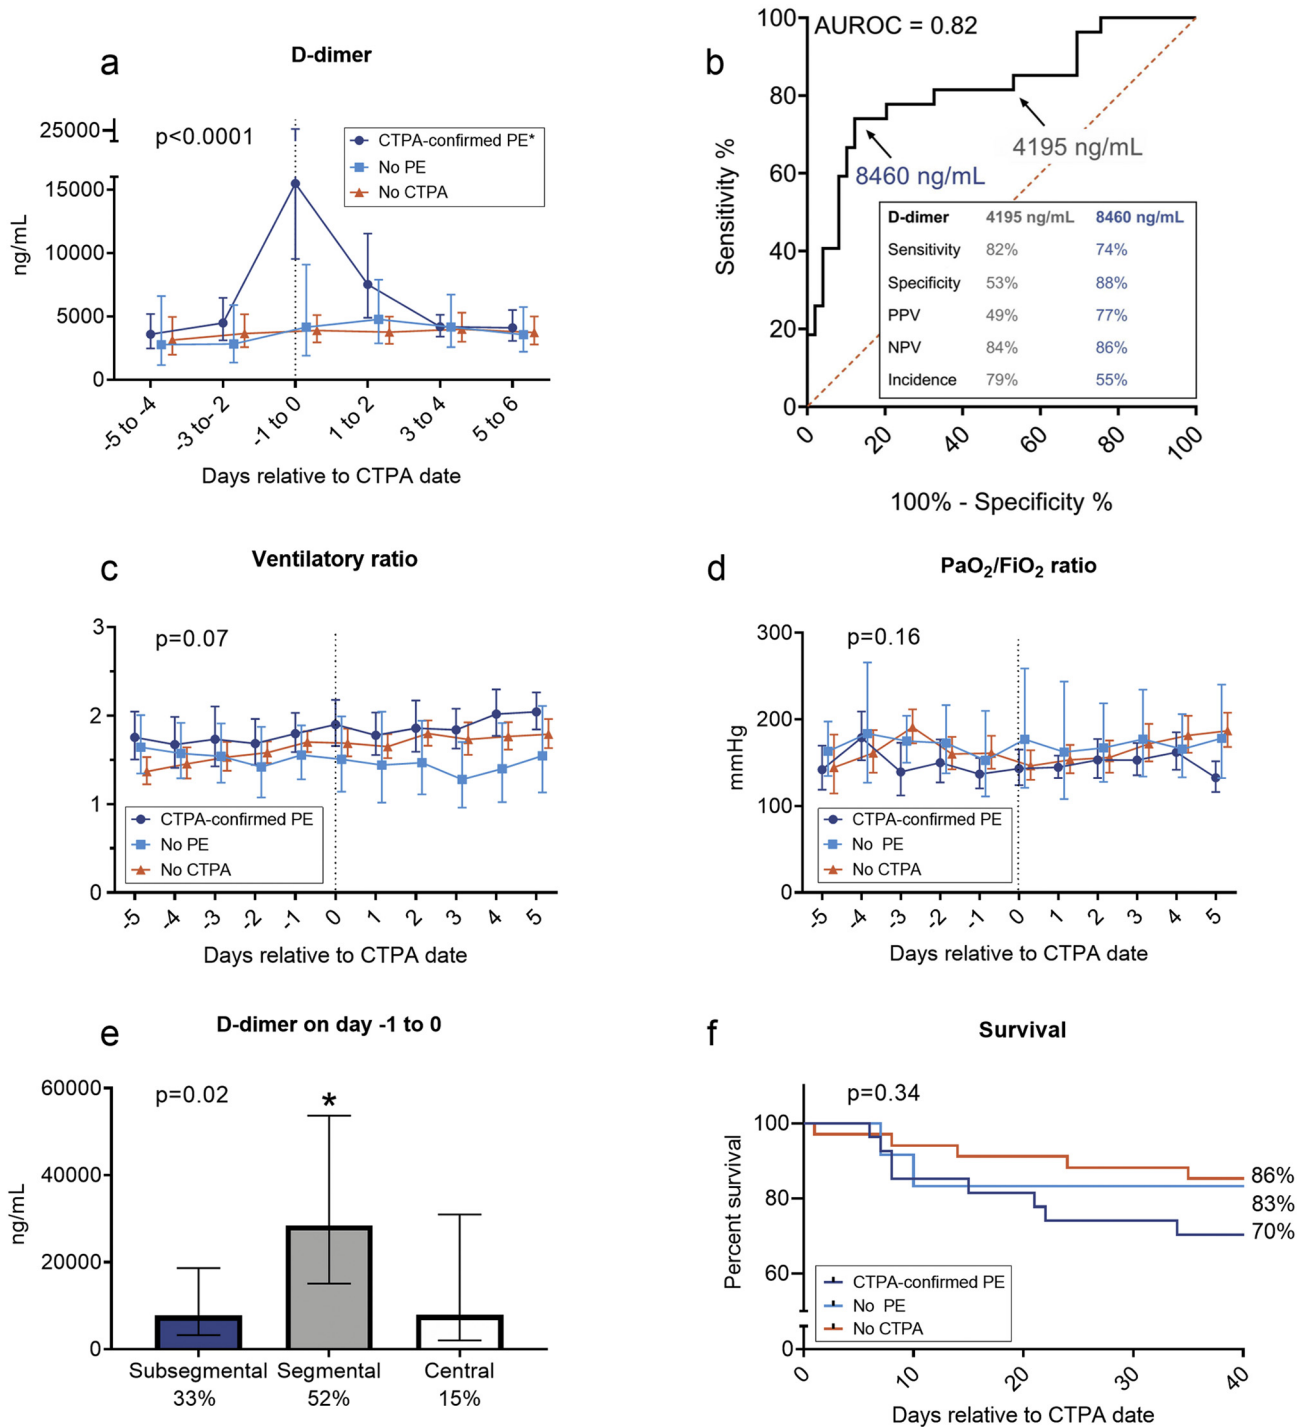 a
D-dimer
p<0.0001
25000
15000
10000
5000
0
ng/mL
CTPA-confirmed PE*
No PE
No CTPA
-5 to -4
-3 to- 2
-1 to 0
1 to 2
3 to 4
5 to 6
Days relative to CTPA date
b
AUROC = 0.82
100
80
60
40
20
0
Sensitivity %
4195 ng/mL
8460 ng/mL
D-dimer 4195 ng/mL 8460 ng/mL
Sensitivity 82% 74%
Specificity 53% 88%
PPV 49% 77%
NPV 84% 86%
Incidence 79% 55%
0 20 40 60 80 100
100% - Specificity %
c
Ventilatory ratio
p=0.07
3
2
1
0
CTPA-confirmed PE
No PE
No CTPA
-5 -4 -3 -2 -1 0 1 2 3 4 5
Days relative to CTPA date
d
PaO2/FiO2 ratio
p=0.16
300
200
100
0
mmHg
CTPA-confirmed PE
No PE
No CTPA
-5 -4 -3 -2 -1 0 1 2 3 4 5
Days relative to CTPA date
e
D-dimer on day -1 to 0
p=0.02
*
60000
40000
20000
0
ng/mL
Subsegmental Segmental Central
33% 52% 15%
f
Survival
p=0.34
100
80
60
0
Percent survival
86%
83%
70%
CTPA-confirmed PE
No PE
No CTPA
0 10 20 30 40
Days relative to CTPA date